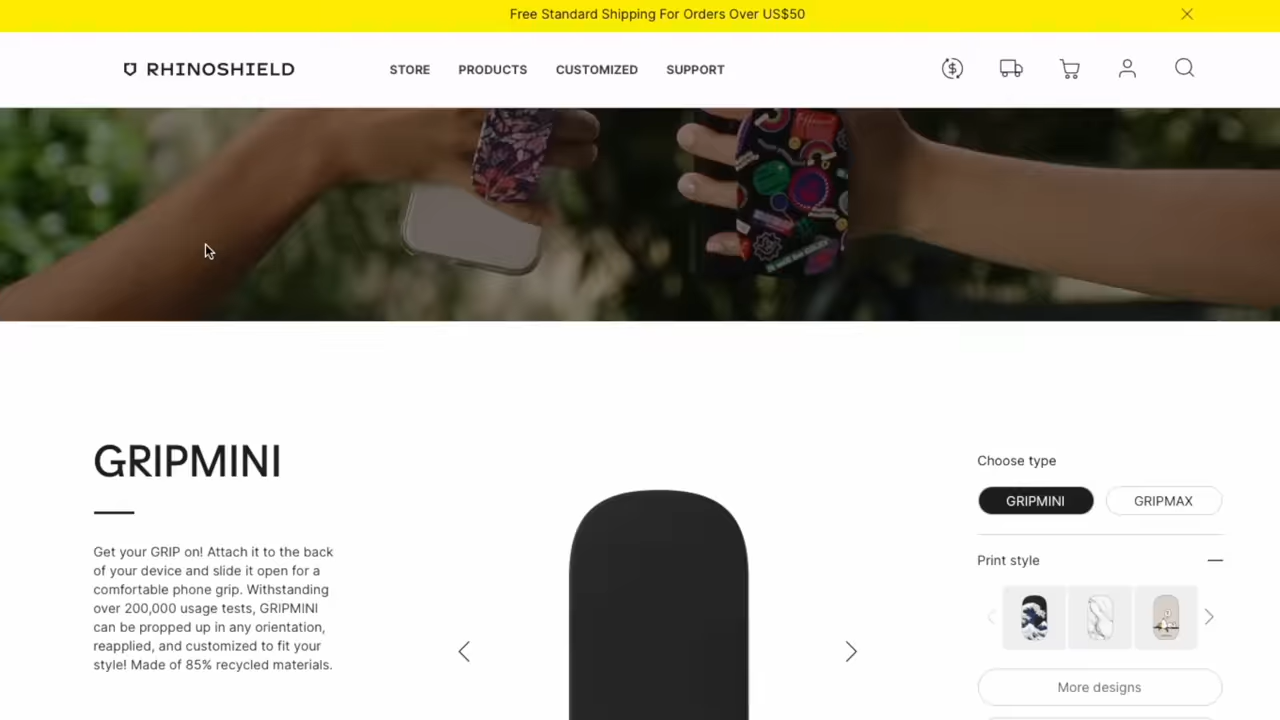 Free Standard Shipping For Orders Over US$50
RHINOSHIELD
STORE PRODUCTS CUSTOMIZED SUPPORT
GRIPMINI
Get your GRIP on! Attach it to the back
of your device and slide it open for a
comfortable phone grip. Withstanding
over 200,000 usage tests, GRIPMINI
can be propped up in any orientation,
reapplied, and customized to fit your
style! Made of 85% recycled materials.
Choose type
GRIPMINI GRIPMAX
Print style
More designs